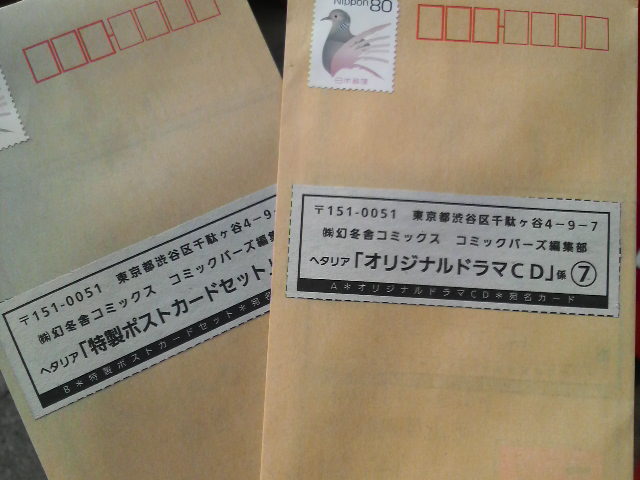 〒151-0051 東京都渋谷区千駄ヶ谷4-9-
㈱幻冬舎コミックス コミックバーズ編集
ヘタリア「特製ポストカードセット」
B*特製ポストカードセット*宛名
Nippon 80
日本郵便
〒151-0051 東京都渋谷区千駄ヶ谷4-9-7
㈱幻冬舎コミックス コミックバーズ編集部
ヘタリア「オリジナルドラマCD」係 ⑦
A*オリジナルドラマCD*宛名カード